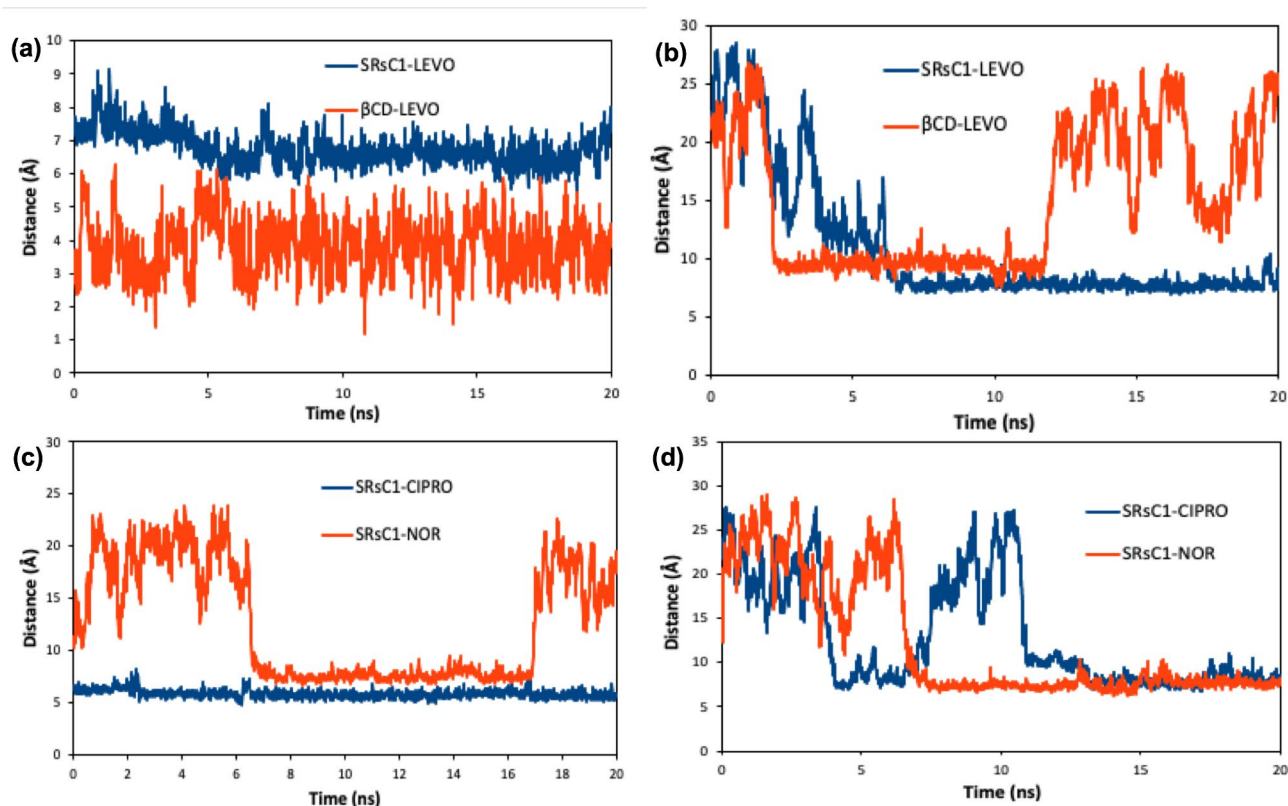 (a)
10
9
8
7
6
5
4
3
2
1
0
Distance (Å)
SRsC1-LEVO
βCD-LEVO
0 5 10 15 20
Time (ns)
(b)
30
25
20
15
10
5
0
Distance (Å)
SRsC1-LEVO
βCD-LEVO
0 5 10 15 20
Time (ns)
(c)
30
25
20
15
10
5
0
Distance (Å)
SRsC1-CIPRO
SRsC1-NOR
0 2 4 6 8 10 12 14 16 18 20
Time (ns)
(d)
35
30
25
20
15
10
5
0
Distance (Å)
SRsC1-CIPRO
SRsC1-NOR
0 5 10 15 20
Time (ns)